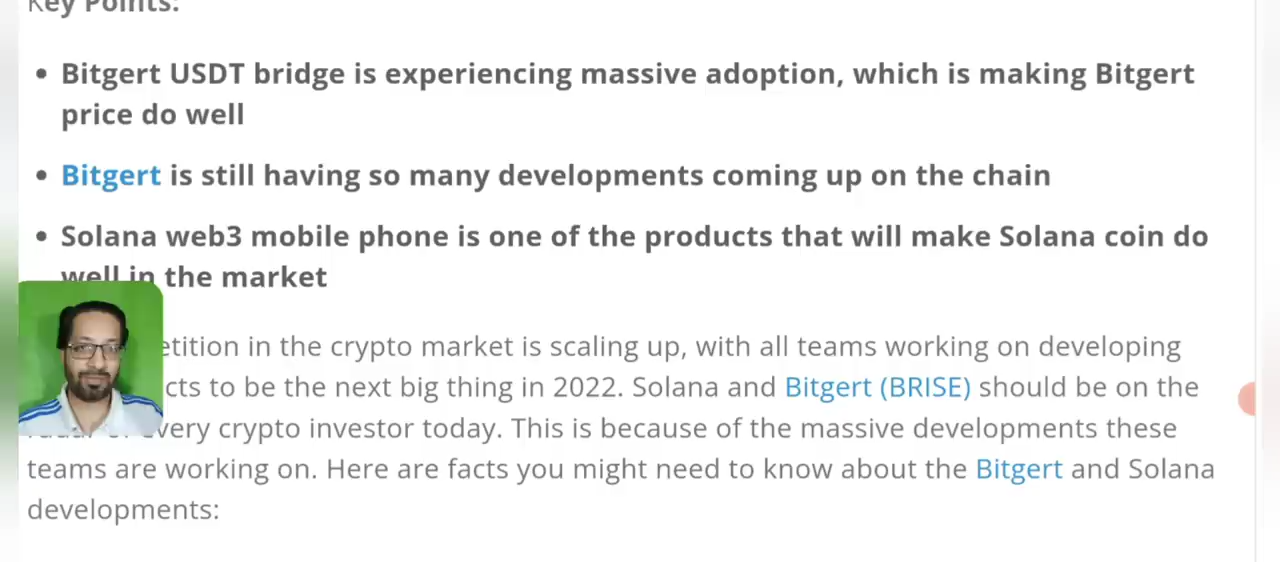 Key Points:
Bitgert USDT bridge is experiencing massive adoption, which is making Bitgert
price do well
Bitgert is still having so many developments coming up on the chain
Solana web3 mobile phone is one of the products that will make Solana coin do
well in the market
etition in the crypto market is scaling up, with all teams working on developing
cts to be the next big thing in 2022. Solana and Bitgert (BRISE) should be on the
every crypto investor today. This is because of the massive developments these
teams are working on. Here are facts you might need to know about the Bitgert and Solana
developments: